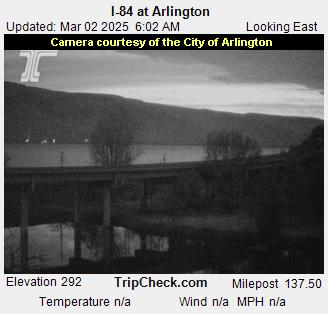 I-84 at Arlington
Updated: Mar 02 2025 6:02 AM Looking East
Camera courtesy of the City of Arlington
Elevation 292 TripCheck.com Milepost 137.50
Temperature n/a Wind n/a MPH n/a